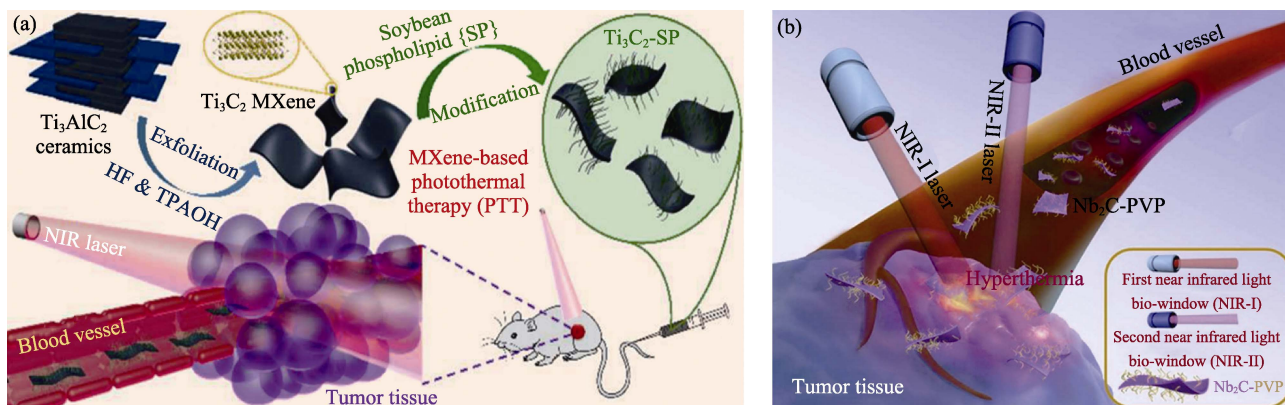 (a)
Soybean
phospholipid {SP}
Ti₃C₂-SP
Ti₃C₂ MXene
Modification
Ti₃AlC₂
ceramics
Exfoliation
HF & TPAOH
MXene-based
photothermal
therapy (PTT)
NIR laser
Blood vessel
Tumor tissue
(b)
Blood vessel
NIR-I laser
NIR-II laser
Nb₂C-PVP
Hyperthermia
First near infrared light
bio-window (NIR-I)
Second near infrared light
bio-window (NIR-II)
Nb₂C-PVP
Tumor tissue